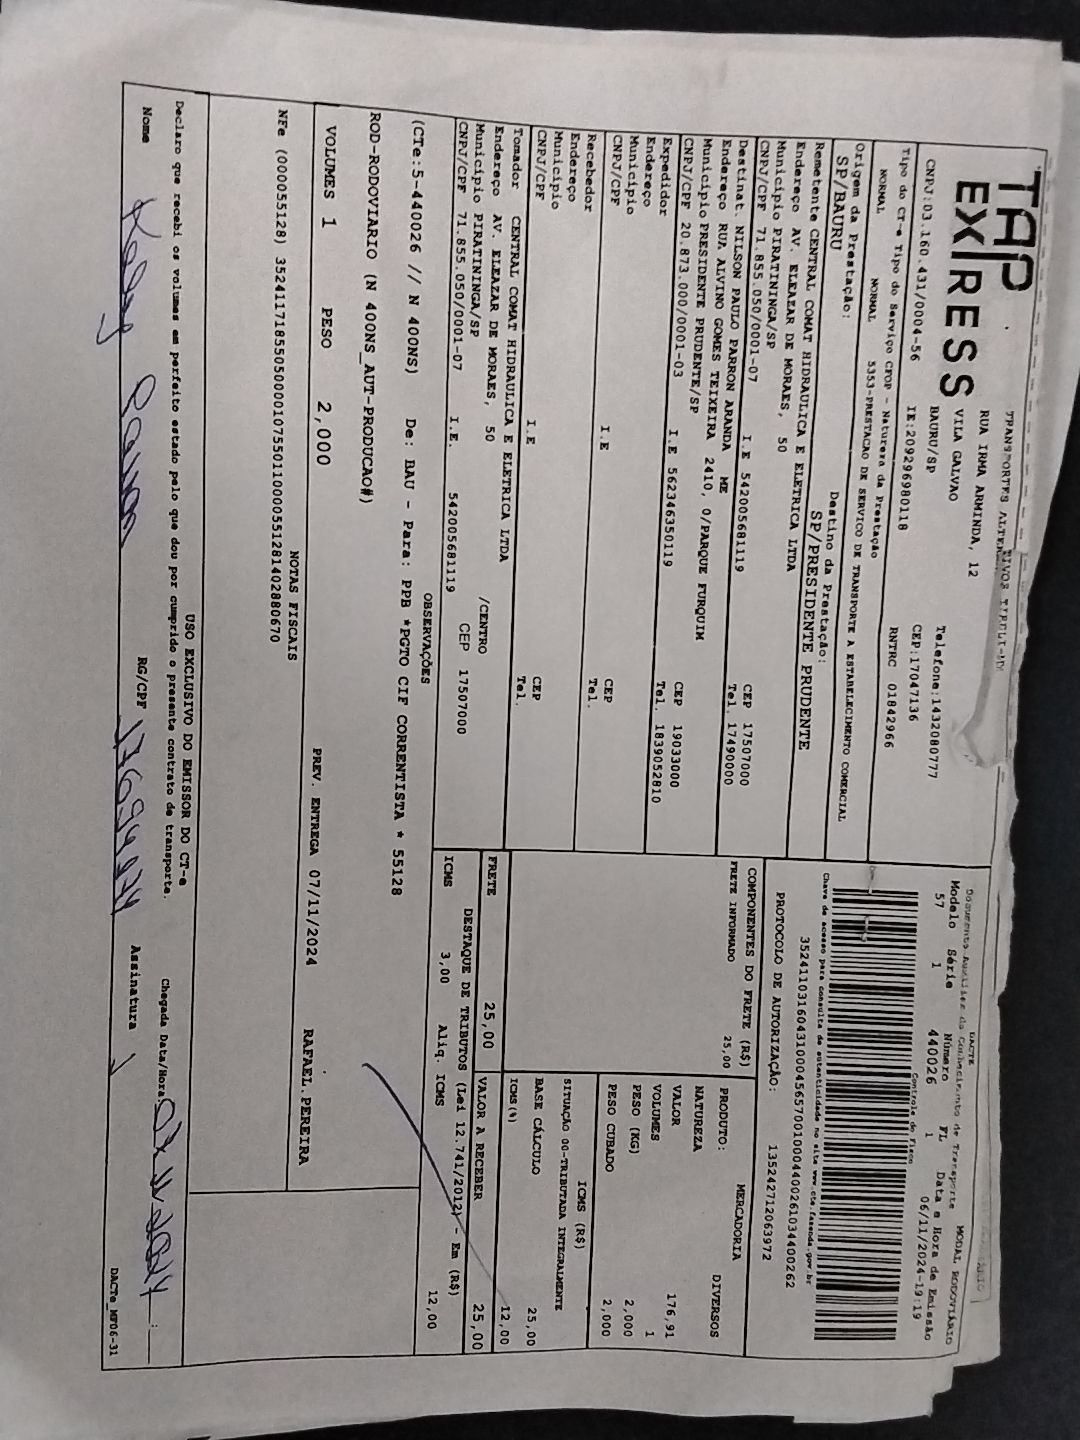 TAP
EX/RESS
TRANSPORTES
RUA IRMA ARMINDA, 12
VILA GALVAO
BAURU/SP
Telefone:1432080777
CEP:17047136
CNPJ:03.160.431/0004-56
IE:209296980118
RNTRC 01842966
Tipo do CT-e Tipo do Serviço CFOP - Natureza da Prestação
NORMAL NORMAL 5353-PRESTACAO DE SERVICO DE TRANSPORTE A ESTABELECIMENTO COMERCIAL
Origem da Prestação: Destino da Prestação:
SP/BAURU SP/PRESIDENTE PRUDENTE
DACTE
Documento Auxiliar do Conhecimento de Transporte
MODAL RODOVIÁRIO
Modelo Série Número FL Data e Hora de Emissão
57 1 440026 1 06/11/2024-19:19
Controle do Fisco
Chave de acesso para consulta de autenticidade no site www.cte.fazenda.gov.br
35241103160431000456570010004400261034400262
PROTOCOLO DE AUTORIZAÇÃO: 135242712063972
Remetente CENTRAL COMAT HIDRAULICA E ELETRICA LTDA
Endereço AV. ELEAZAR DE MORAES, 50
Município PIRATININGA/SP CEP 17507000
CNPJ/CPF 71.855.050/0001-07 I.E 542005681119 Tel. 17490000
Destinat. NILSON PAULO PARRON ARANDA ME
Endereço RUA ALVINO GOMES TEIXEIRA 2410, 0/PARQUE FURQUIM
Município PRESIDENTE PRUDENTE/SP CEP 19033000
CNPJ/CPF 20.873.000/0001-03 I.E 562346350119 Tel. 1839052810
Expedidor
Endereço
Município CEP
CNPJ/CPF I.E Tel.
Recebedor
Endereço
Município CEP
CNPJ/CPF I.E Tel.
Tomador CENTRAL COMAT HIDRAULICA E ELETRICA LTDA
Endereço AV. ELEAZAR DE MORAES, 50 /CENTRO
Município PIRATININGA/SP CEP 17507000
CNPJ/CPF 71.855.050/0001-07 I.E. 542005681119
COMPONENTES DO FRETE (R$)
FRETE INFORMADO 25,00
PRODUTO: MERCADORIA
NATUREZA DIVERSOS
VALOR 176,91
VOLUMES 1
PESO (KG) 2,000
PESO CUBADO 2,000
ICMS (R$)
SITUAÇÃO 00-TRIBUTADA INTEGRALMENTE
BASE CÁLCULO 25,00
ICMS(%) 12,00
FRETE 25,00 VALOR A RECEBER 25,00
DESTAQUE DE TRIBUTOS (Lei 12.741/2012) - Em (R$)
ICMS 3,00 Aliq. ICMS 12,00
OBSERVAÇÕES
(CTe:5-440026 // N 400NS) De: BAU - Para: PPB *PGTO CIF CORRENTISTA * 55128
ROD-RODOVIARIO (N 400NS_AUT-PRODUCAO#)
VOLUMES 1 PESO 2,000 PREV. ENTREGA 07/11/2024 RAFAEL.PEREIRA
NOTAS FISCAIS
NFe (000055128) 35241171855050000107550110000551281402880670
USO EXCLUSIVO DO EMISSOR DO CT-e
Declaro que recebi os volumes em perfeito estado pelo que dou por cumprido o presente contrato de transporte. Chegada Data/Hora:
Nome RG/CPF Assinatura
DACTe_MF06-31